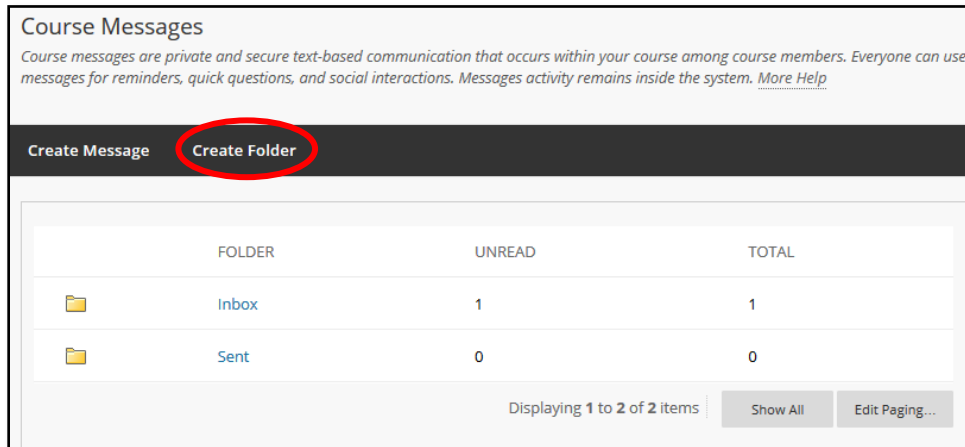 Course Messages
Course messages are private and secure text-based communication that occurs within your course among course members. Everyone can use
messages for reminders, quick questions, and social interactions. Messages activity remains inside the system. More Help
Create Message Create Folder
FOLDER UNREAD TOTAL
Inbox 1 1
Sent 0 0
Displaying 1 to 2 of 2 items Show All Edit Paging...